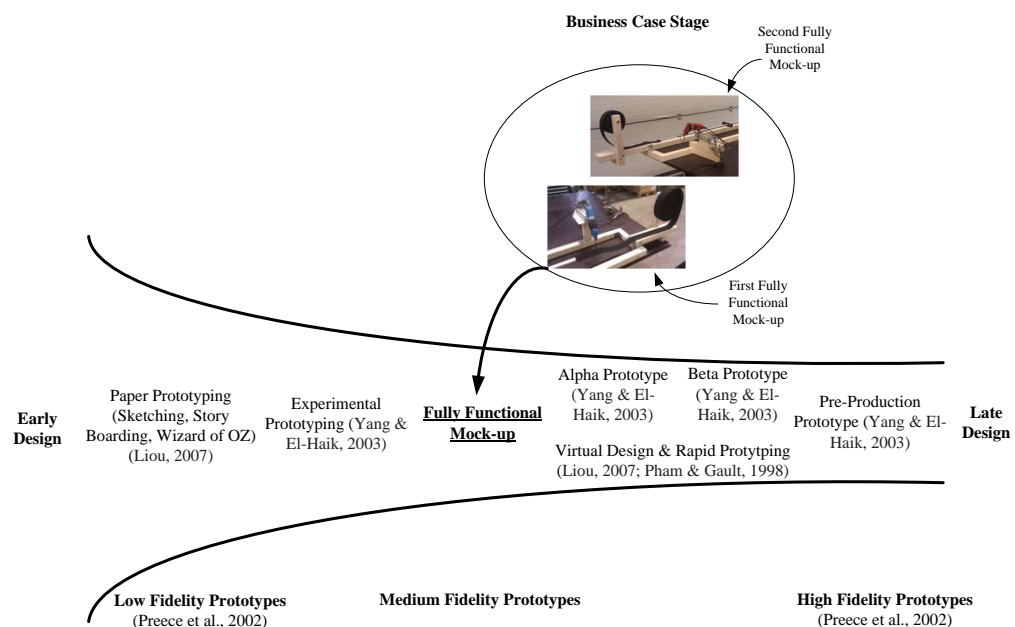 Business Case Stage
Second Fully
Functional
Mock-up
First Fully
Functional
Mock-up
Early
Design
Paper Prototyping
(Sketching, Story
Boarding, Wizard of OZ)
(Liou, 2007)
Experimental
Prototyping (Yang &
El-Haik, 2003)
Fully Functional
Mock-up
Alpha Prototype
(Yang & El-
Haik, 2003)
Beta Prototype
(Yang & El-
Haik, 2003)
Virtual Design & Rapid Protytping
(Liou, 2007; Pham & Gault, 1998)
Pre-Production
Prototype (Yang & El-
Haik, 2003)
Late
Design
Low Fidelity Prototypes
(Preece et al., 2002)
Medium Fidelity Prototypes
High Fidelity Prototypes
(Preece et al., 2002)